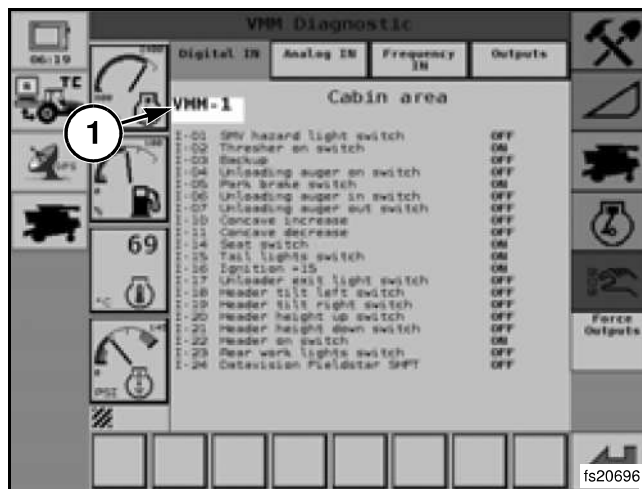 VMM Diagnostic
06:19
TC
GPS
Digital IN
Analog IN
Frequency IN
Outputs
VMM-1
Cabin area
1
I-01 SMV hazard light switch OFF
I-02 Thresher on switch ON
I-03 Backup OFF
I-04 Unloading auger on switch OFF
I-05 Park brake switch ON
I-06 Unloading auger in switch OFF
I-07 Unloading auger out switch OFF
I-10 Concave increase OFF
I-11 Concave decrease OFF
I-14 Seat switch ON
I-15 Tail lights switch ON
I-16 Ignition +15 ON
I-17 Unloader exit light switch OFF
I-18 Header tilt left switch OFF
I-19 Header tilt right switch OFF
I-20 Header height up switch OFF
I-21 Header height down switch OFF
I-22 Header on switch ON
I-23 Rear work lights switch OFF
I-24 Datavision Fieldstar SHPT OFF
%
69
°C
PSI
Force
Outputs
fs20696